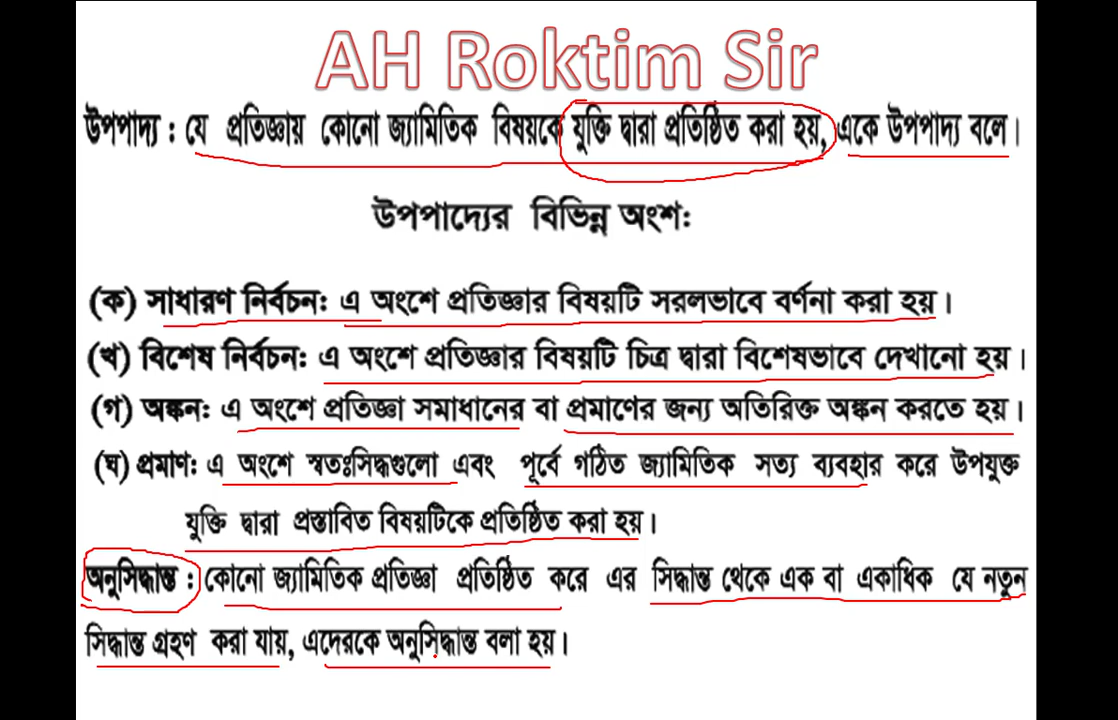 AH Roktim Sir
উপপাদ্য : যে প্রতিজ্ঞায় কোনো জ্যামিতিক বিষয়কে যুক্তি দ্বারা প্রতিষ্ঠিত করা হয়, একে উপপাদ্য বলে।
উপপাদ্যের বিভিন্ন অংশ:
(ক) সাধারণ নির্বচন: এ অংশে প্রতিজ্ঞার বিষয়টি সরলভাবে বর্ণনা করা হয়।
(খ) বিশেষ নির্বচন: এ অংশে প্রতিজ্ঞার বিষয়টি চিত্র দ্বারা বিশেষভাবে দেখানো হয়।
(গ) অঙ্কন: এ অংশে প্রতিজ্ঞা সমাধানের বা প্রমাণের জন্য অতিরিক্ত অঙ্কন করতে হয়।
(ঘ) প্রমাণ: এ অংশে স্বতঃসিদ্ধগুলো এবং পূর্বে গঠিত জ্যামিতিক সত্য ব্যবহার করে উপযুক্ত
যুক্তি দ্বারা প্রস্তাবিত বিষয়টিকে প্রতিষ্ঠিত করা হয়।
অনুসিদ্ধান্ত : কোনো জ্যামিতিক প্রতিজ্ঞা প্রতিষ্ঠিত করে এর সিদ্ধান্ত থেকে এক বা একাধিক যে নতুন
সিদ্ধান্ত গ্রহণ করা যায়, এদেরকে অনুসিদ্ধান্ত বলা হয়।